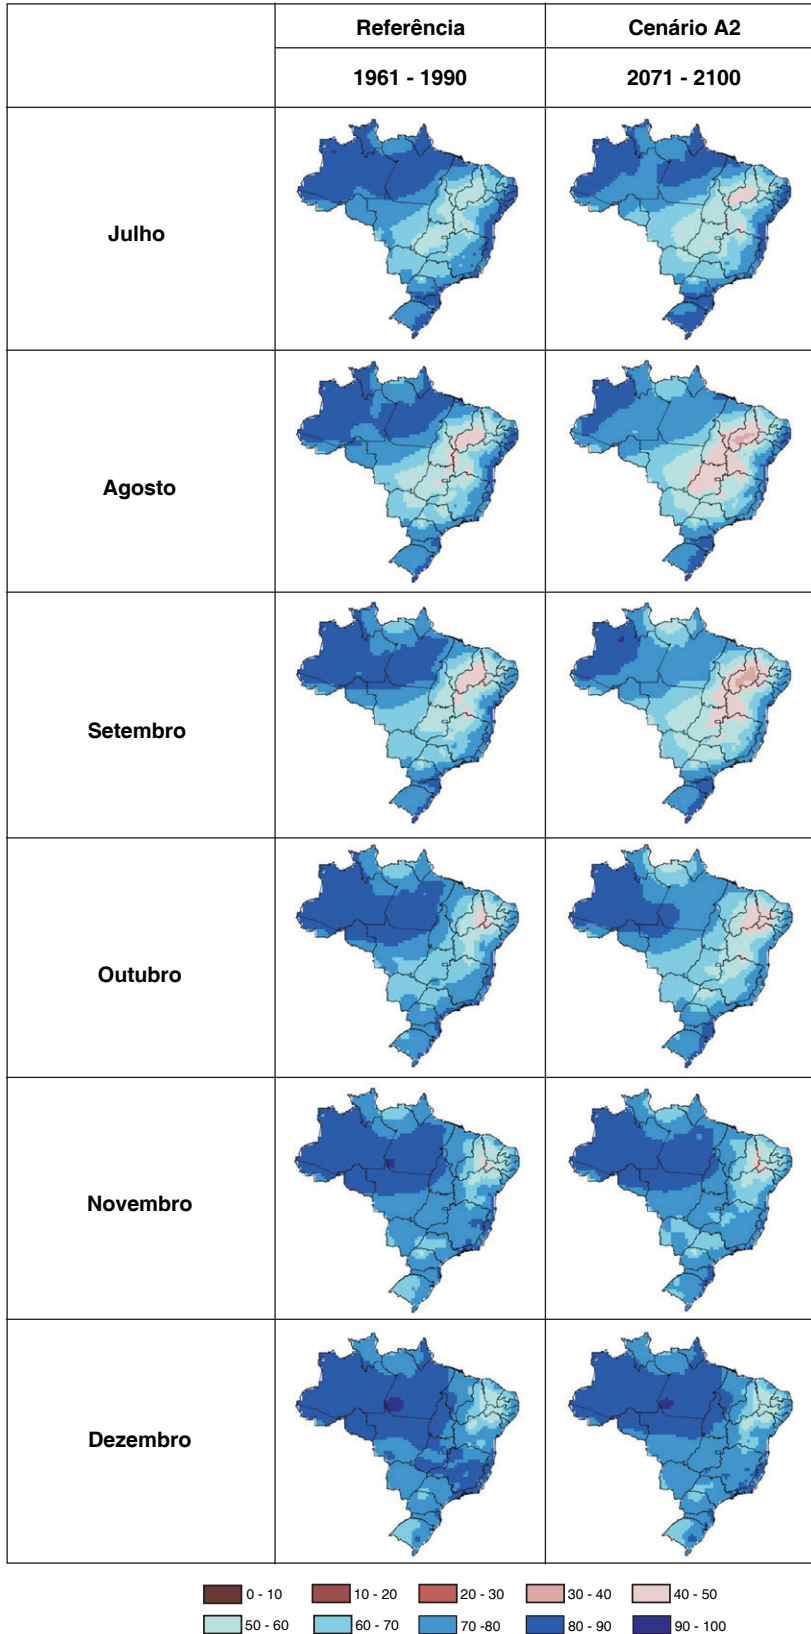 Referência
Cenário A2
1961 - 1990
2071 - 2100
Julho
Agosto
Setembro
Outubro
Novembro
Dezembro
0 - 10
10 - 20
20 - 30
30 - 40
40 - 50
50 - 60
60 - 70
70 -80
80 - 90
90 - 100